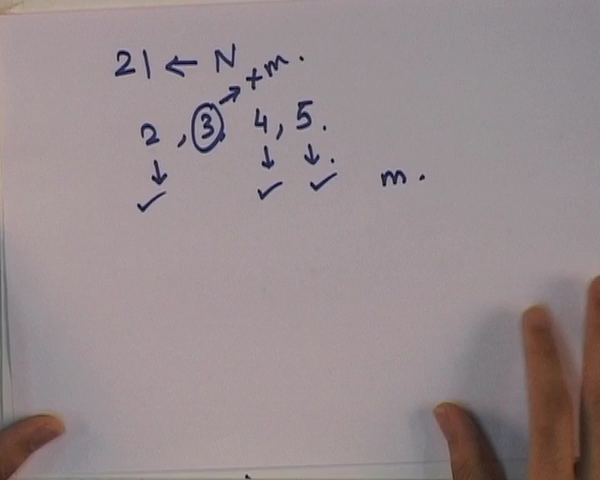 21 ← N
→ +m.
2, 3, 4, 5.
↓ ↓ ↓.
✓ ✓ ✓ m.